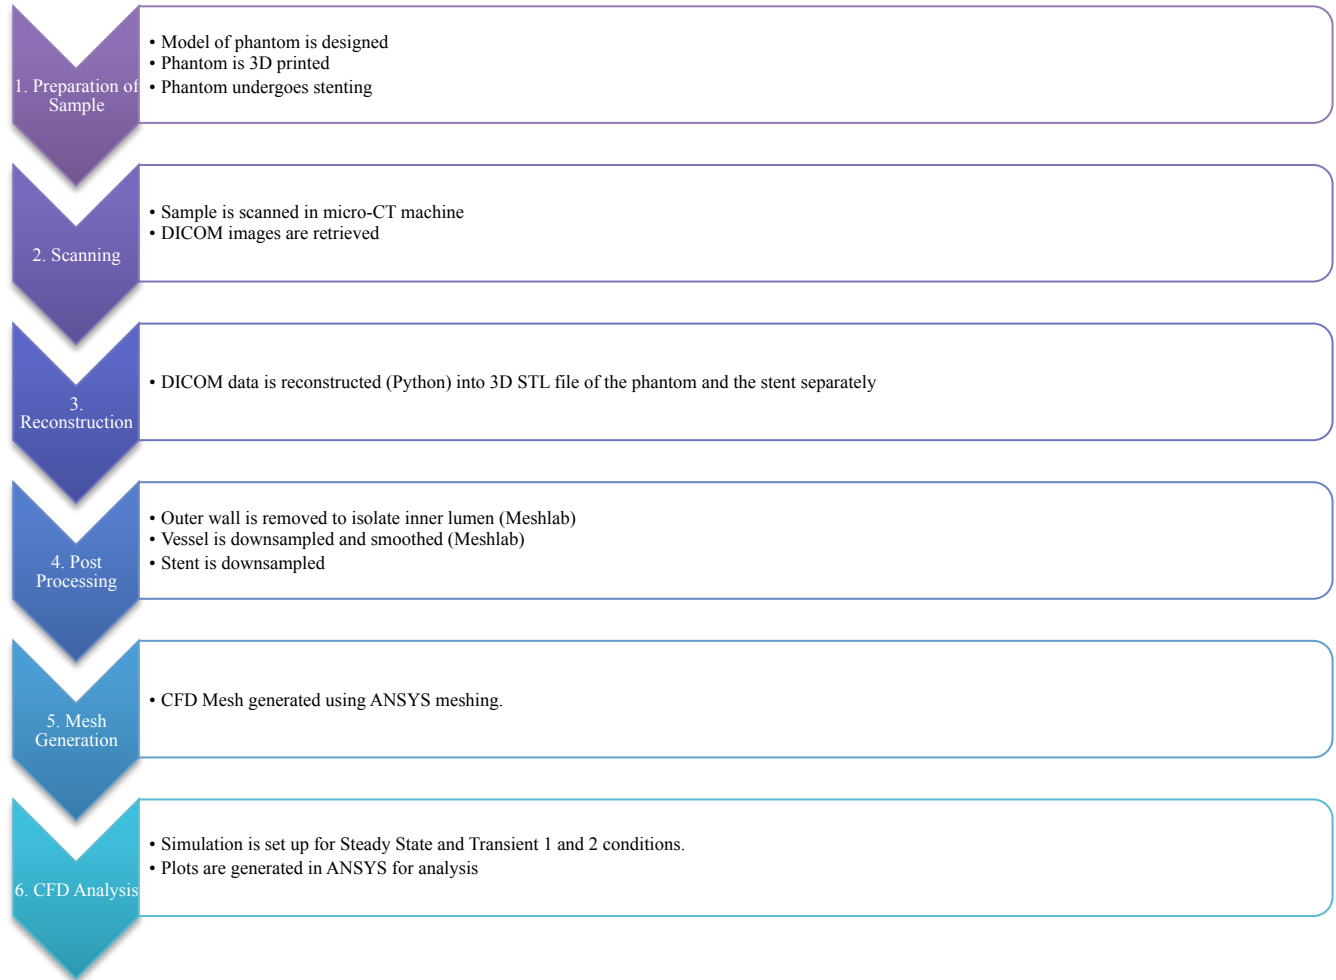 1. Preparation of
Sample
• Model of phantom is designed
• Phantom is 3D printed
• Phantom undergoes stenting
2. Scanning
• Sample is scanned in micro-CT machine
• DICOM images are retrieved
3.
Reconstruction
• DICOM data is reconstructed (Python) into 3D STL file of the phantom and the stent separately
4. Post
Processing
• Outer wall is removed to isolate inner lumen (Meshlab)
• Vessel is downsampled and smoothed (Meshlab)
• Stent is downsampled
5. Mesh
Generation
• CFD Mesh generated using ANSYS meshing.
6. CFD Analysis
• Simulation is set up for Steady State and Transient 1 and 2 conditions.
• Plots are generated in ANSYS for analysis